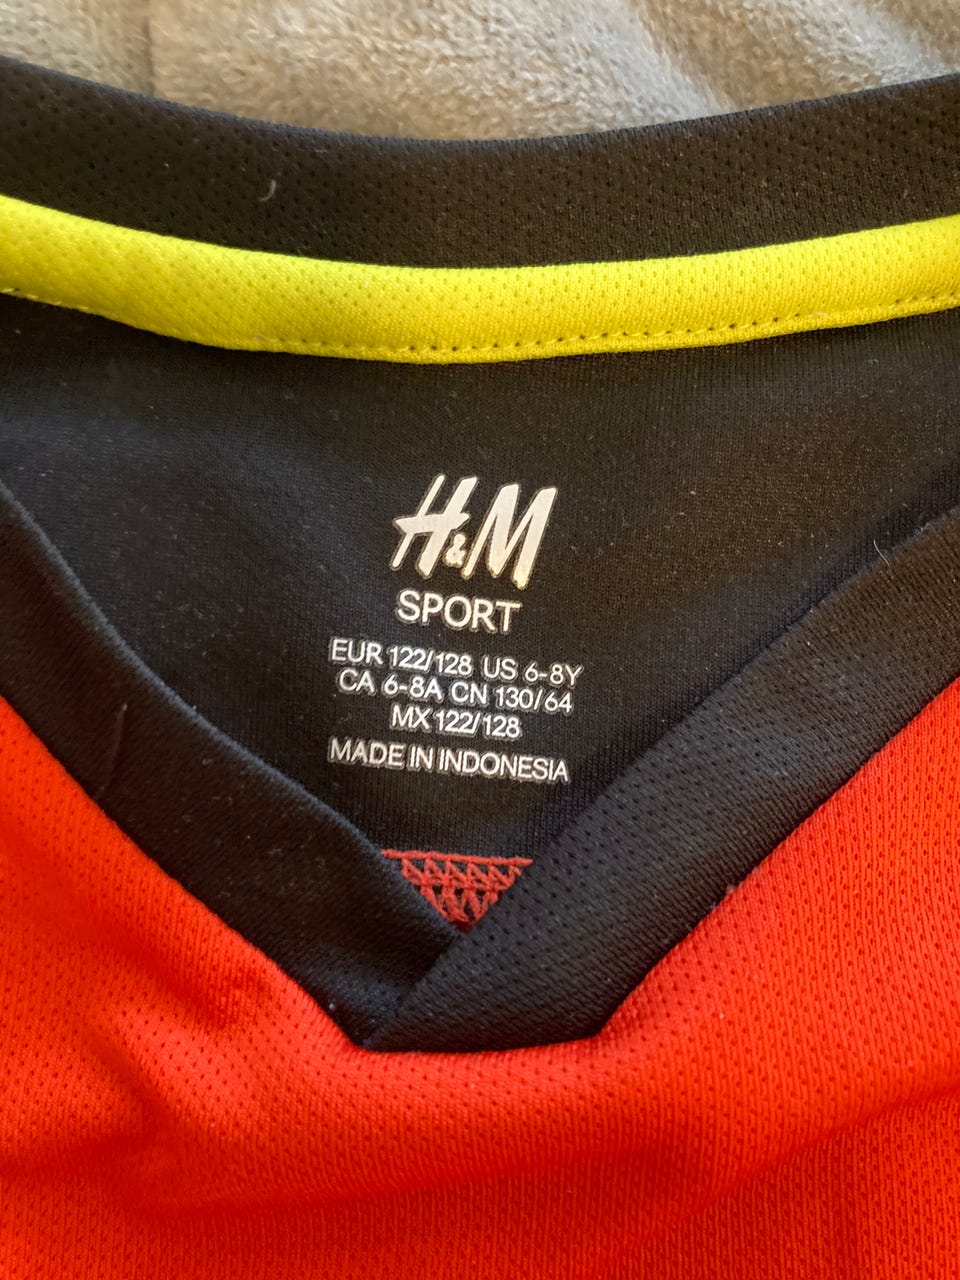 H&M
SPORT
EUR 122/128 US 6-8Y
CA 6-8A CN 130/64
MX 122/128
MADE IN INDONESIA